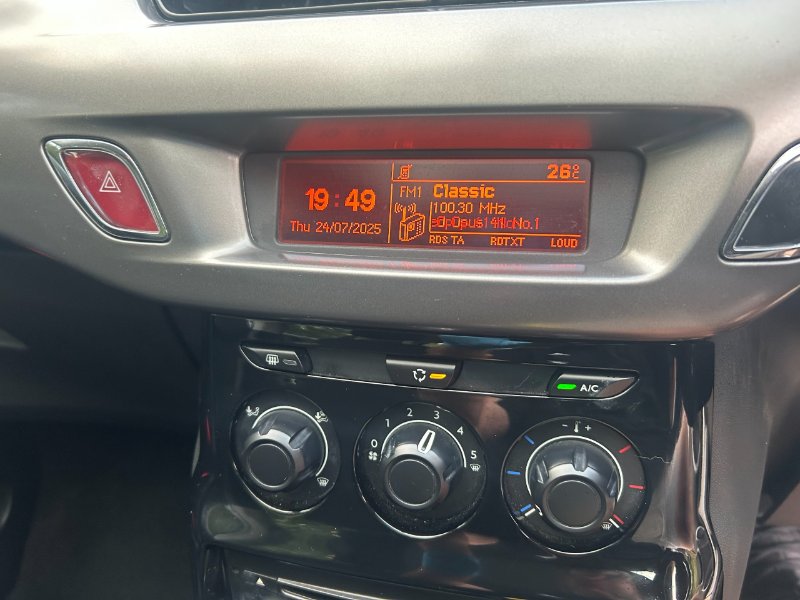 26°C
19:49
FM1 Classic
100.30 MHz
Thu 24/07/2025
RDS TA RDTXT LOUD
A/C
0 1 2 3 4 5
- +